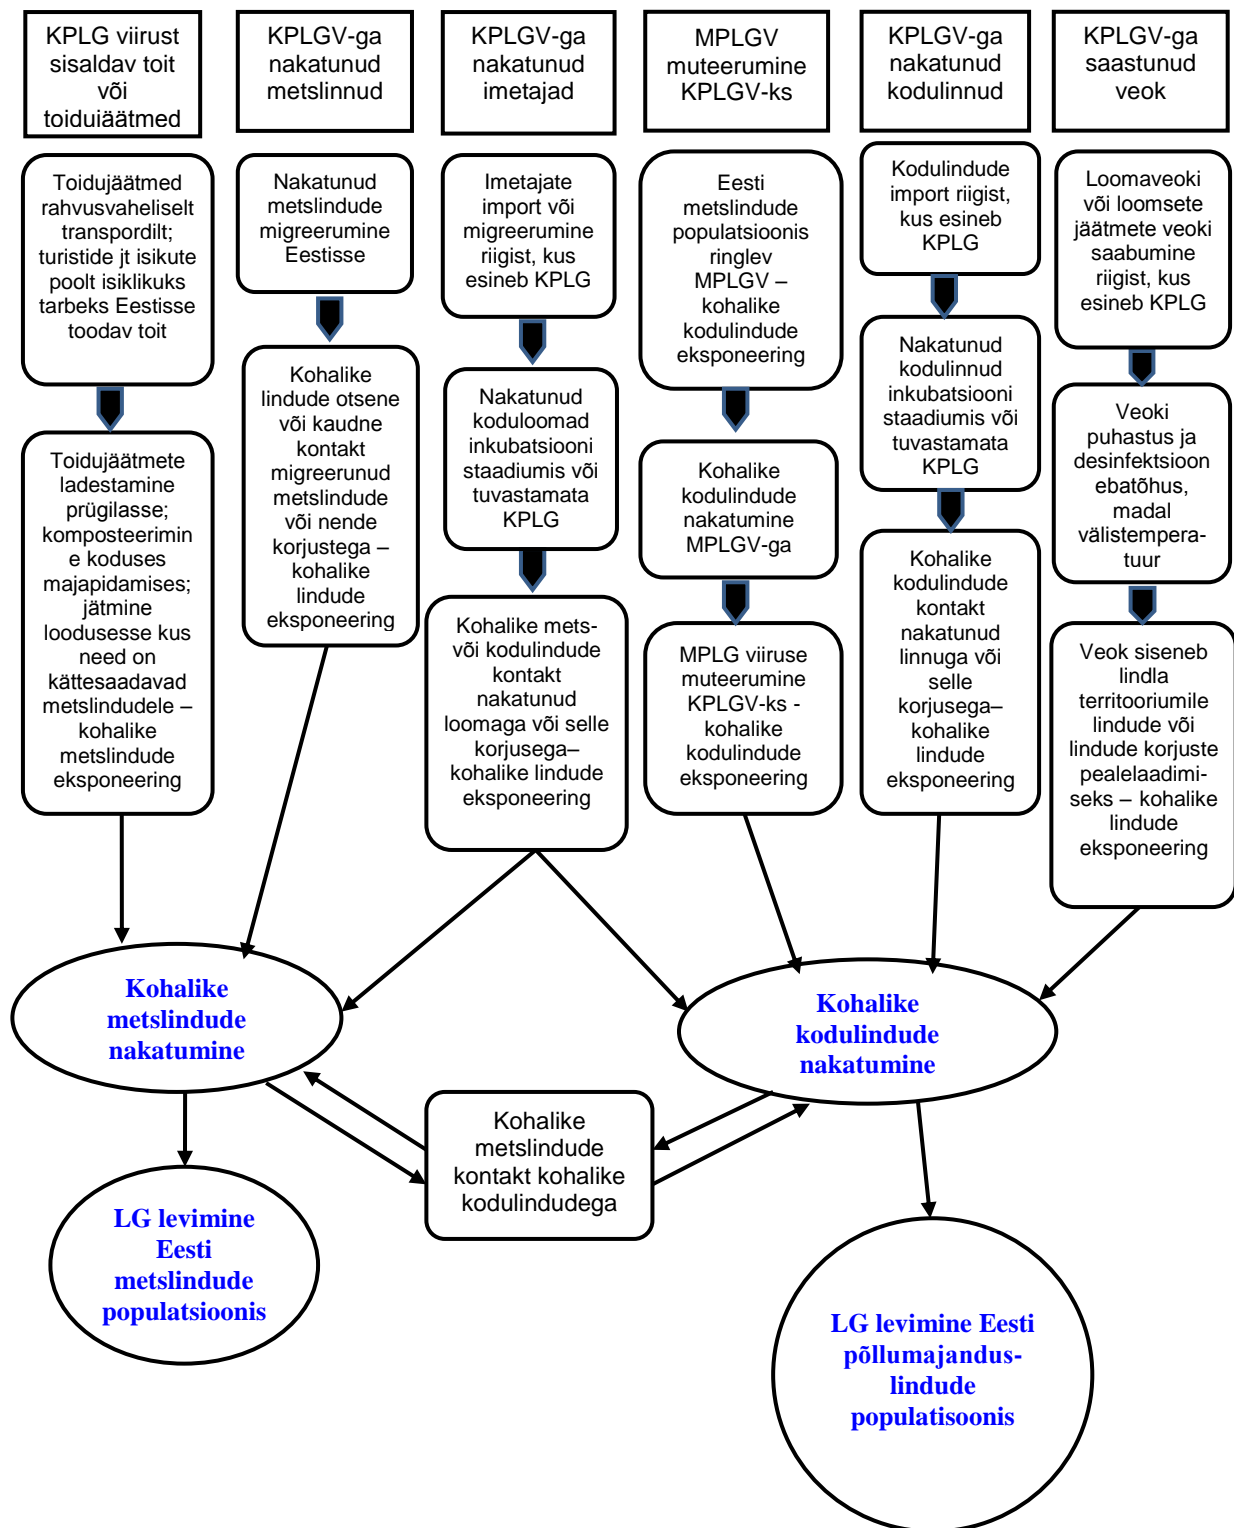 KPLG viirust
sisaldav toit
või
toiduiäätmed
KPLGV-ga
nakatunud
metslinnud
KPLGV-ga
nakatunud
imetajad
MPLGV
muteerumine
KPLGV-ks
KPLGV-ga
nakatunud
kodulinnud
KPLGV-ga
saastunud
veok
Toidujäätmed
rahvusvaheliselt
transpordilt;
turistide jt isikute
poolt isiklikuks
tarbeks Eestisse
toodav toit
Nakatunud
metslindude
migreerumine
Eestisse
Imetajate
import või
migreerumine
riigist, kus
esineb KPLG
Eesti
metslindude
populatsioonis
ringlev
MPLGV –
kohalike
kodulindude
eksponeering
Kodulindude
import riigist,
kus esineb
KPLG
Loomaveoki
või loomsete
jäätmete veoki
saabumine
riigist, kus
esineb KPLG
Toidujäätmete
ladestamine
prügilasse;
komposteerimin
e koduses
majapidamises;
jätmine
loodusesse kus
need on
kättesaadavad
metslindudele –
kohalike
metslindude
eksponeering
Kohalike
lindude otsene
või kaudne
kontakt
migreerunud
metslindude
või nende
korjustega –
kohalike
lindude
eksponeering
Nakatunud
koduloomad
inkubatsiooni
staadiumis või
tuvastamata
KPLG
Kohalike
kodulindude
nakatumine
MPLGV-ga
Nakatunud
kodulinnud
inkubatsiooni
staadiumis või
tuvastamata
KPLG
Veoki
puhastus ja
desinfektsioon
ebatõhus,
madal
välistempera-
tuur
Kohalike mets-
või kodulindude
kontakt
nakatunud
loomaga või selle
korjusega–
kohalike lindude
eksponeering
MPLG viiruse
muteerumine
KPLGV-ks -
kohalike
kodulindude
eksponeering
Kohalike
kodulindude
kontakt
nakatunud
linnuga või
selle
korjusega–
kohalike
lindude
eksponeering
Veok siseneb
lindla
territooriumile
lindude või
lindude korjuste
pealelaadimi-
seks – kohalike
lindude
eksponeering
Kohalike
metslindude
nakatumine
Kohalike
kodulindude
nakatumine
Kohalike
metslindude
kontakt kohalike
kodulindudega
LG levimine
Eesti
metslindude
populatsioonis
LG levimine Eesti
põllumajandus-
lindude
populatisoonis